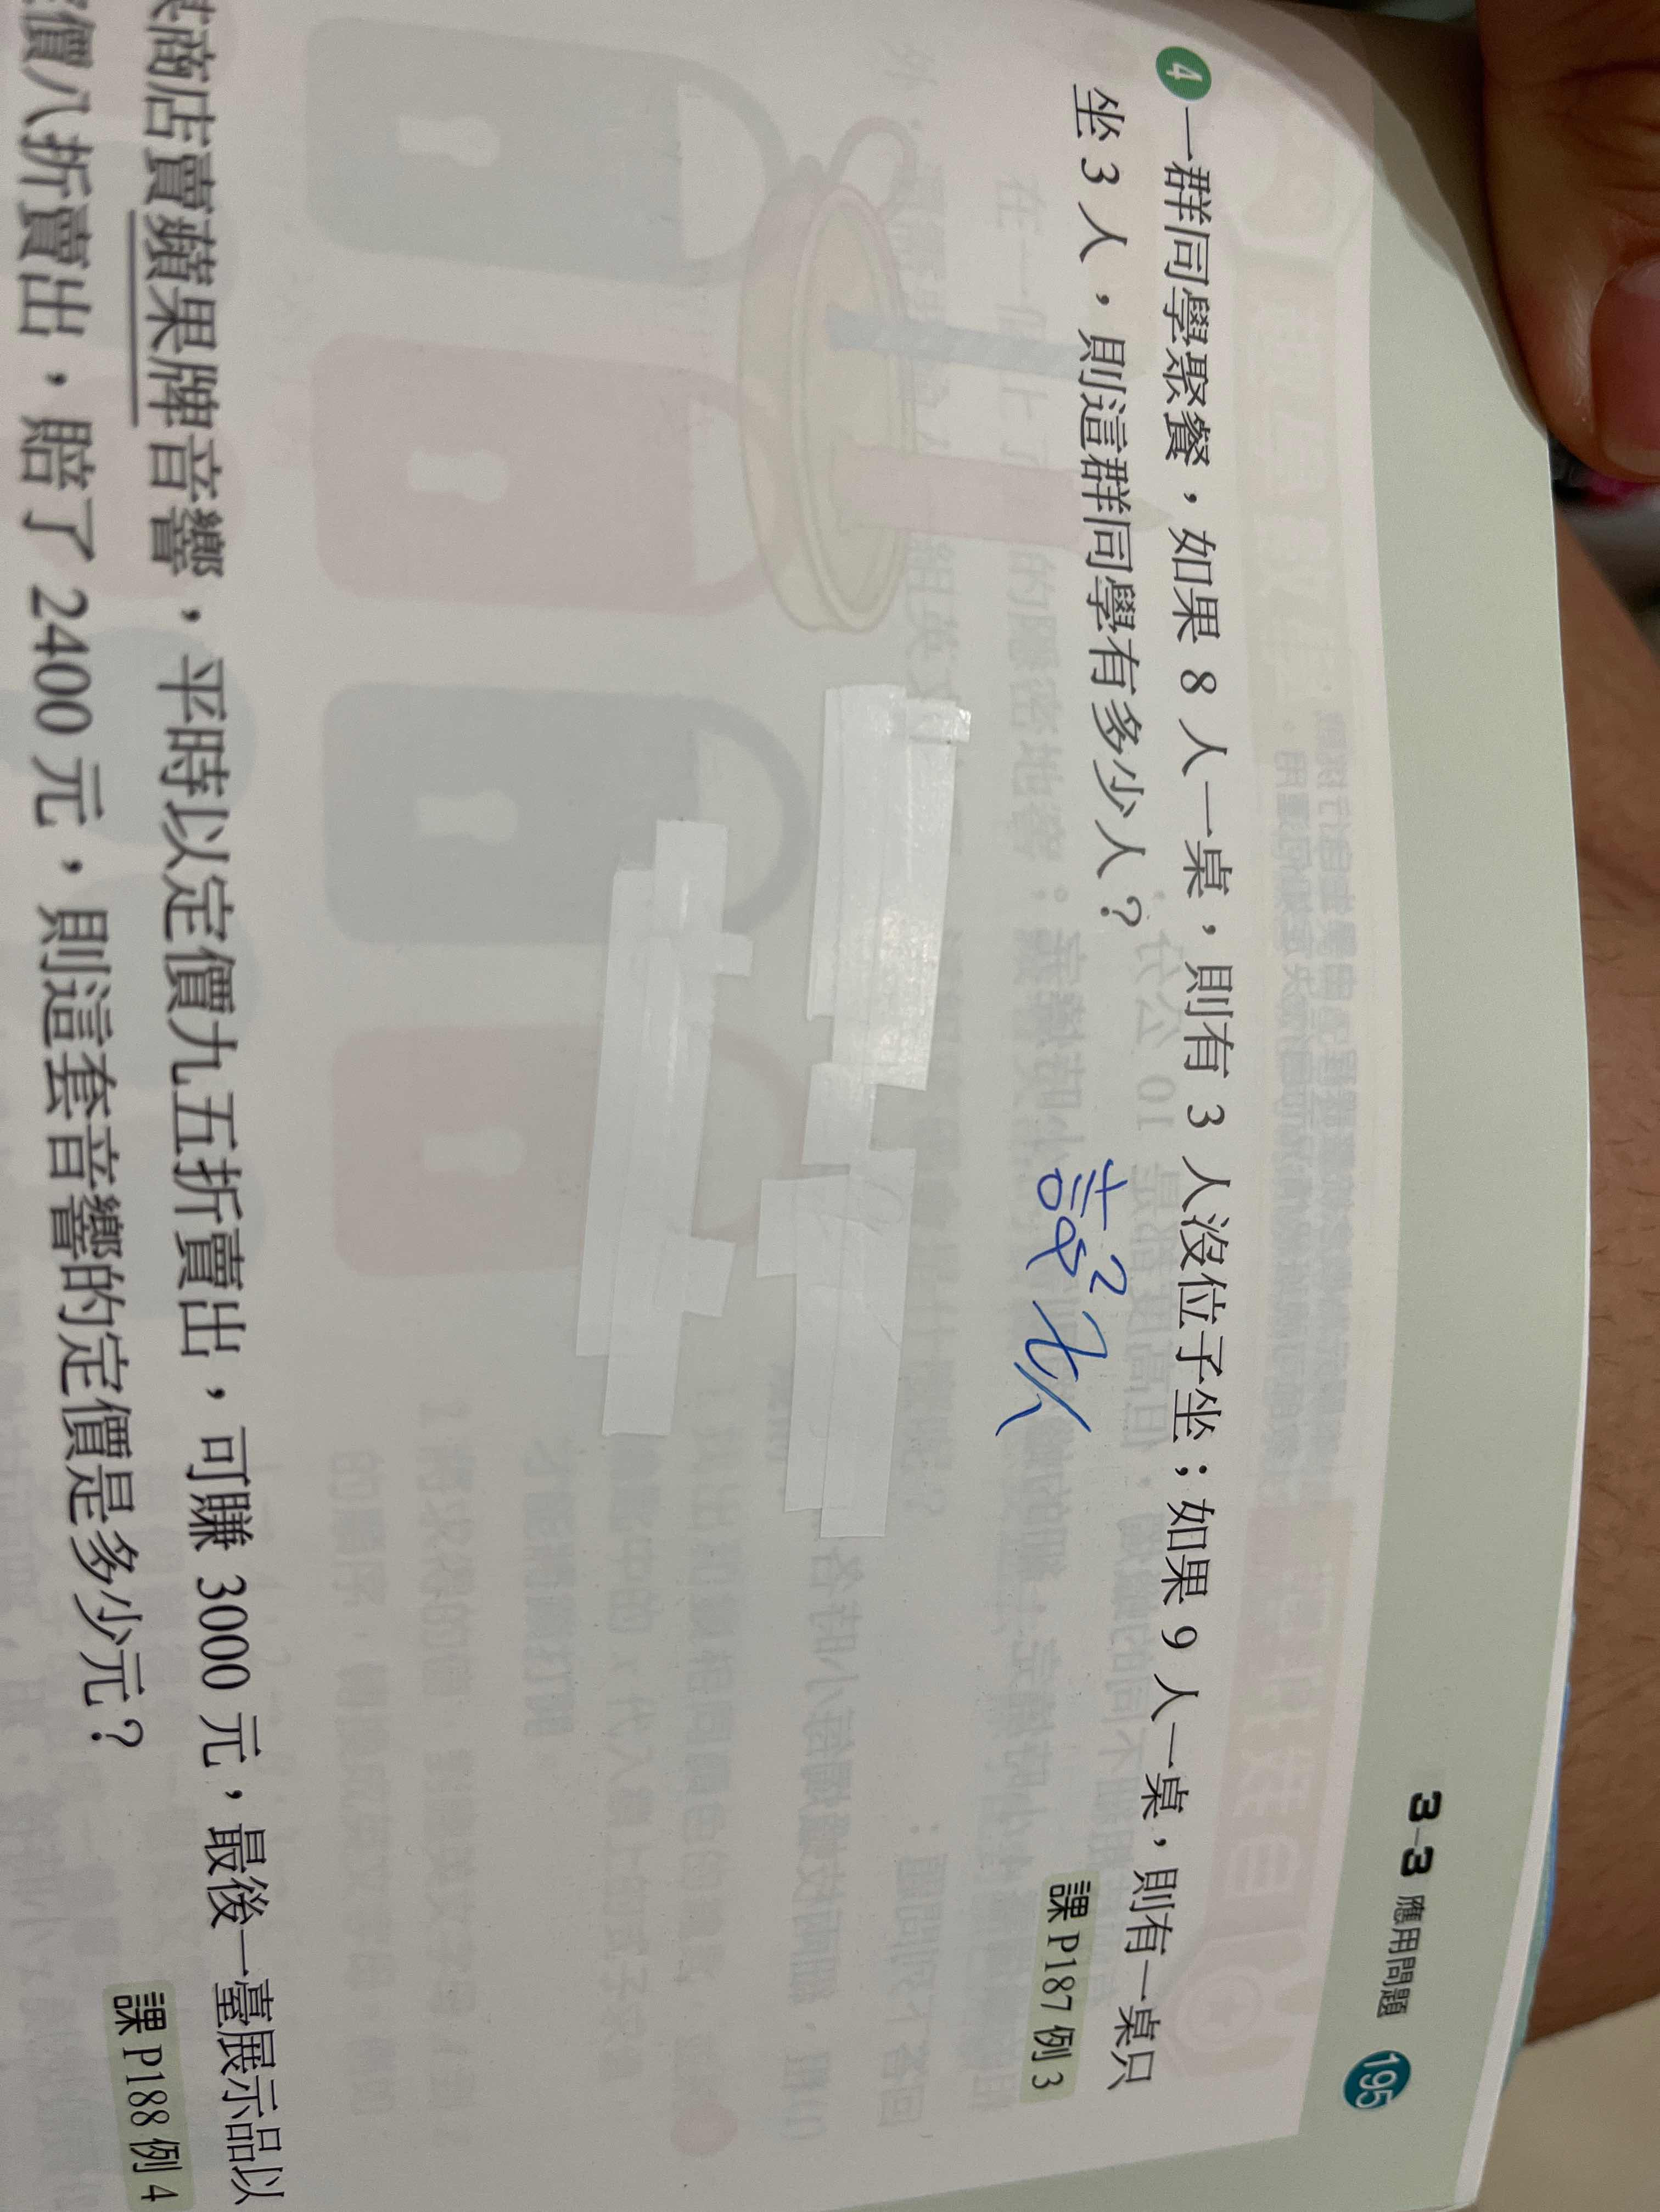 3-3 應用問題 195
4 一群同學聚餐，如果 8 人一桌，則有 3 人沒位子坐；如果 9 人一桌，則有一桌只
坐 3 人，則這群同學有多少人？
課 P187 例 3
商店賣蘋果牌音響，平時以定價九五折賣出，可賺 3000 元，最後一臺展示品以
價八折賣出，賠了 2400 元，則這套音響的定價是多少元？
課 P188 例 4